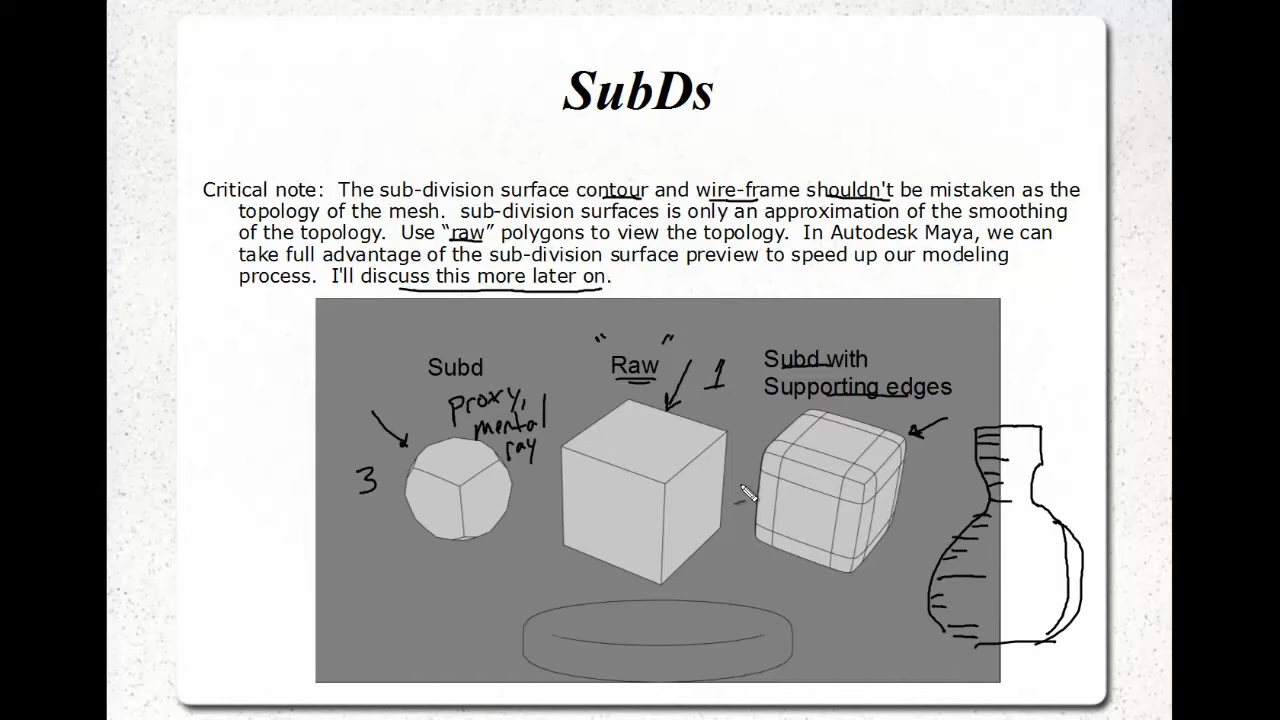 SubDs
Critical note: The sub-division surface contour and wire-frame shouldn't be mistaken as the
topology of the mesh. sub-division surfaces is only an approximation of the smoothing
of the topology. Use “raw” polygons to view the topology. In Autodesk Maya, we can
take full advantage of the sub-division surface preview to speed up our modeling
process. I'll discuss this more later on.
Subd
proxy,
mental
ray
3
" Raw "
1
Subd with
Supporting edges